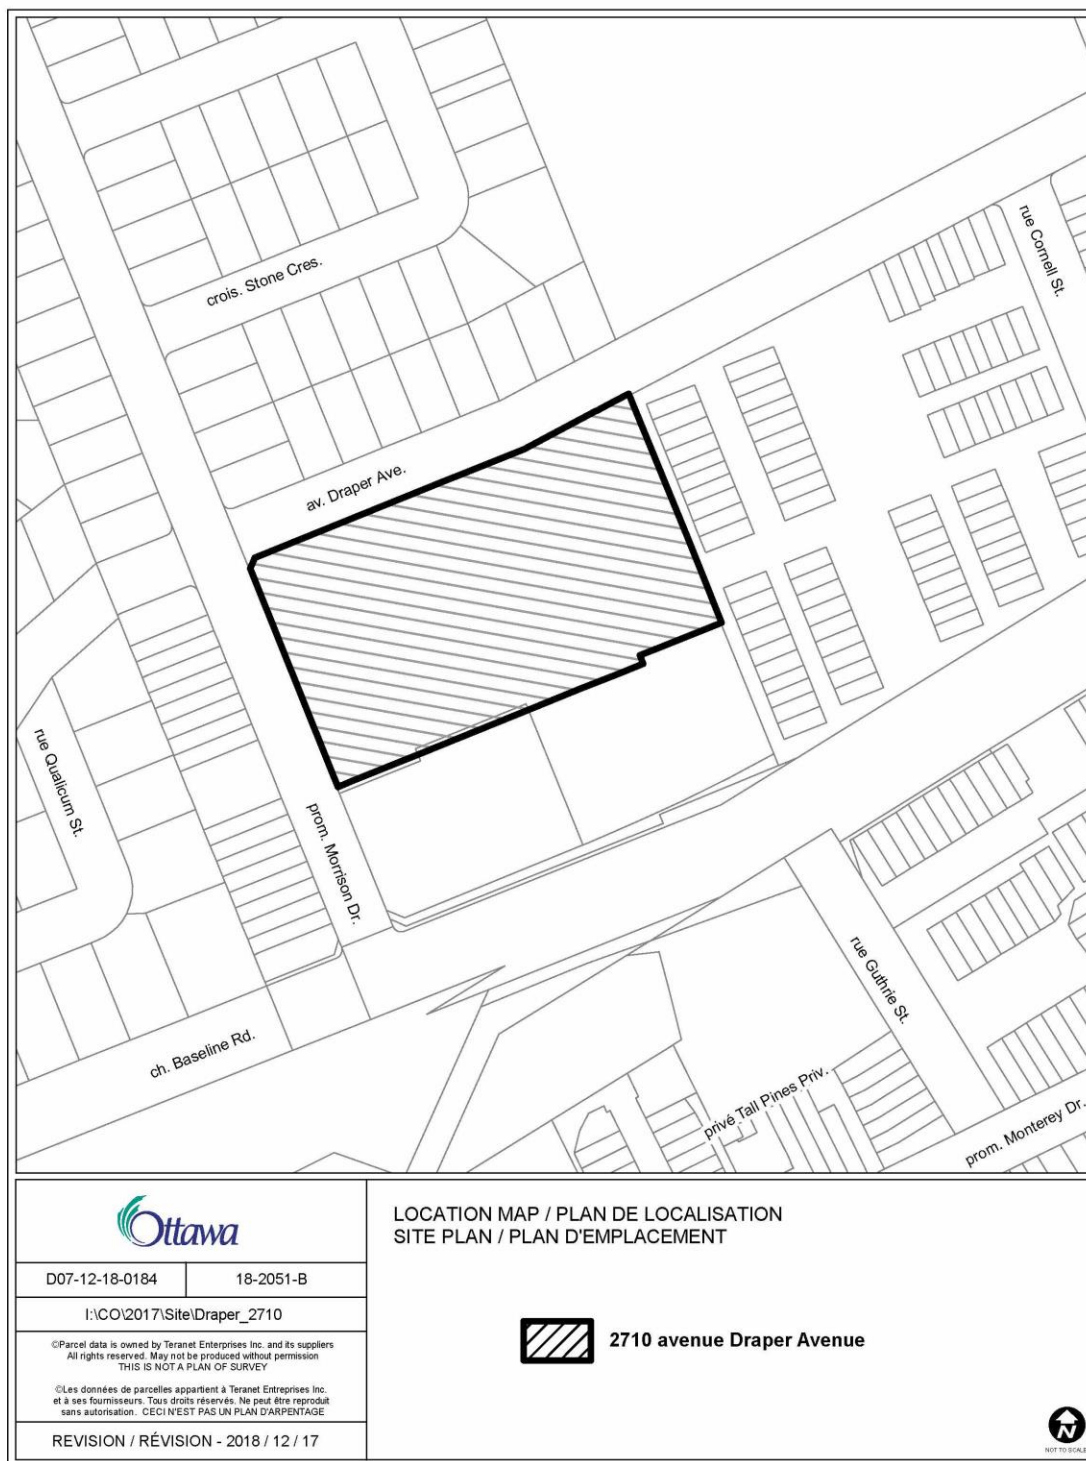 rue Cornell St.
crois. Stone Cres.
av. Draper Ave.
rue Qualicum St.
prom. Morrison Dr.
rue Guthrie St.
ch. Baseline Rd.
privé Tall Pines Priv.
prom. Monterey Dr.
Ottawa
D07-12-18-0184
18-2051-B
I:\CO\2017\Site\Draper_2710
©Parcel data is owned by Teranet Enterprises Inc. and its suppliers
All rights reserved. May not be produced without permission
THIS IS NOT A PLAN OF SURVEY
©Les données de parcelles appartient à Teranet Entreprises Inc.
et à ses fournisseurs. Tous droits réservés. Ne peut être reproduit
sans autorisation. CECI N'EST PAS UN PLAN D'ARPENTAGE
REVISION / RÉVISION - 2018 / 12 / 17
LOCATION MAP / PLAN DE LOCALISATION
SITE PLAN / PLAN D'EMPLACEMENT
2710 avenue Draper Avenue
N
NOT TO SCALE